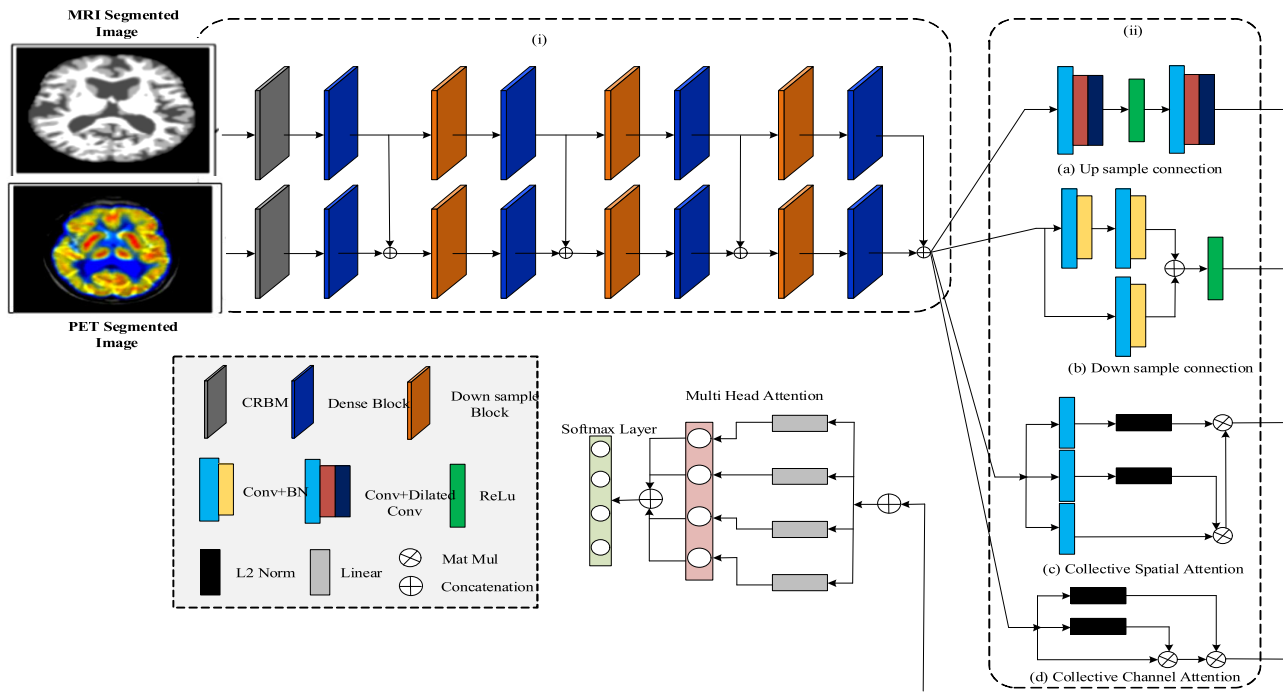 MRI Segmented
Image
(i)
(ii)
(a) Up sample connection
(b) Down sample connection
PET Segmented
Image
CRBM
Dense Block
Down sample
Block
Conv+BN
Conv+Dilated
Conv
ReLu
L2 Norm
Linear
Mat Mul
Concatenation
Multi Head Attention
Softmax Layer
(c) Collective Spatial Attention
(d) Collective Channel Attention